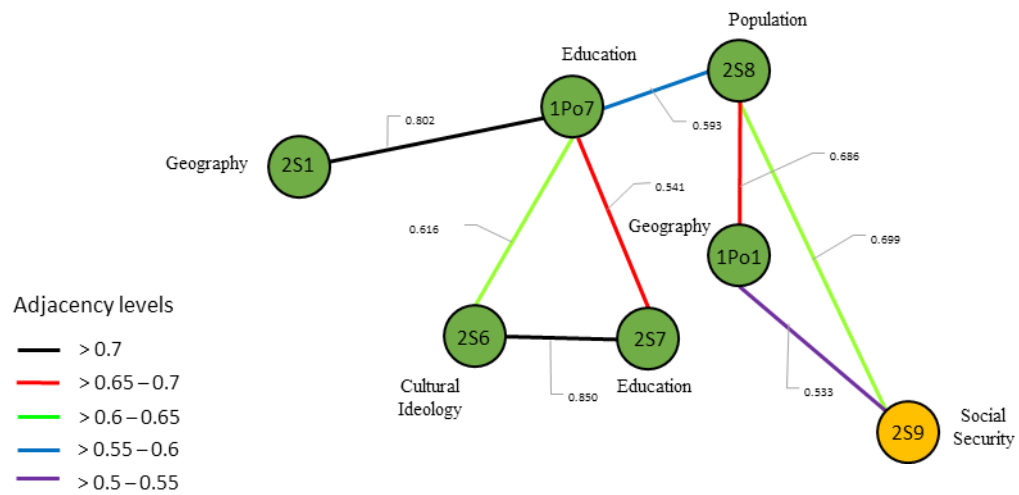 Population
Education
2S8
1Po7
0.593
0.802
Geography
2S1
0.686
0.541
Geography
0.616
0.699
1Po1
Adjacency levels
> 0.7
> 0.65 – 0.7
> 0.6 – 0.65
> 0.55 – 0.6
> 0.5 – 0.55
2S6
2S7
0.850
Cultural
Ideology
Education
0.533
2S9
Social
Security